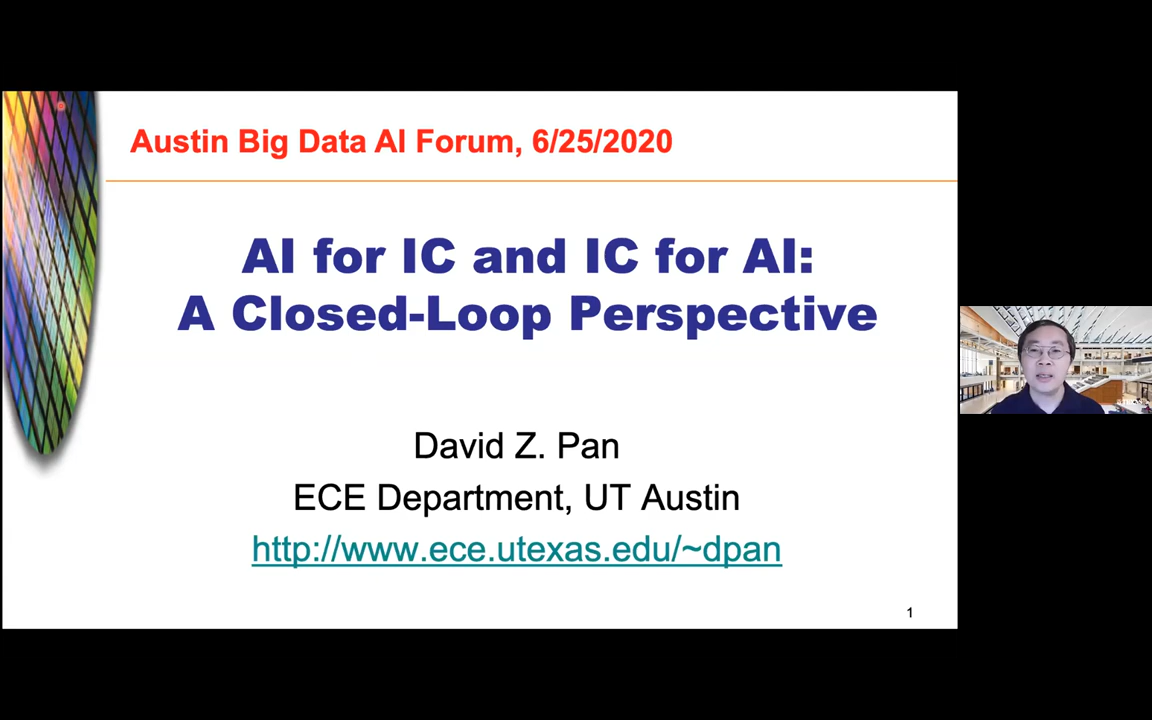 Austin Big Data AI Forum, 6/25/2020
AI for IC and IC for AI:
A Closed-Loop Perspective
David Z. Pan
ECE Department, UT Austin
http://www.ece.utexas.edu/~dpan
1